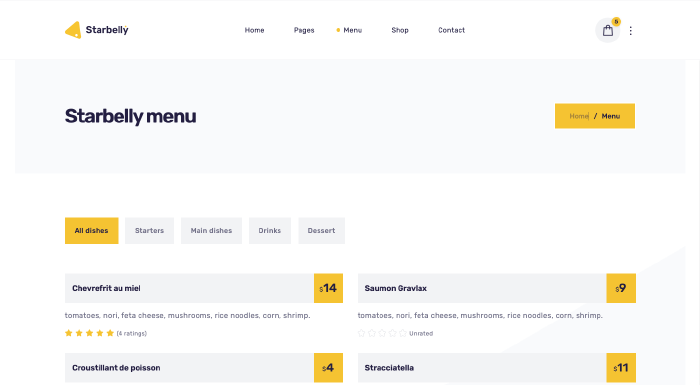 Starbelly
Home Pages Menu Shop Contact
5
Starbelly menu
Home / Menu
All dishes Starters Main dishes Drinks Dessert
Chevrefrit au miel $14
tomatoes, nori, feta cheese, mushrooms, rice noodles, corn, shrimp.
(4 ratings)
Saumon Gravlax $9
tomatoes, nori, feta cheese, mushrooms, rice noodles, corn, shrimp.
Unrated
Croustillant de poisson $4
Stracciatella $11